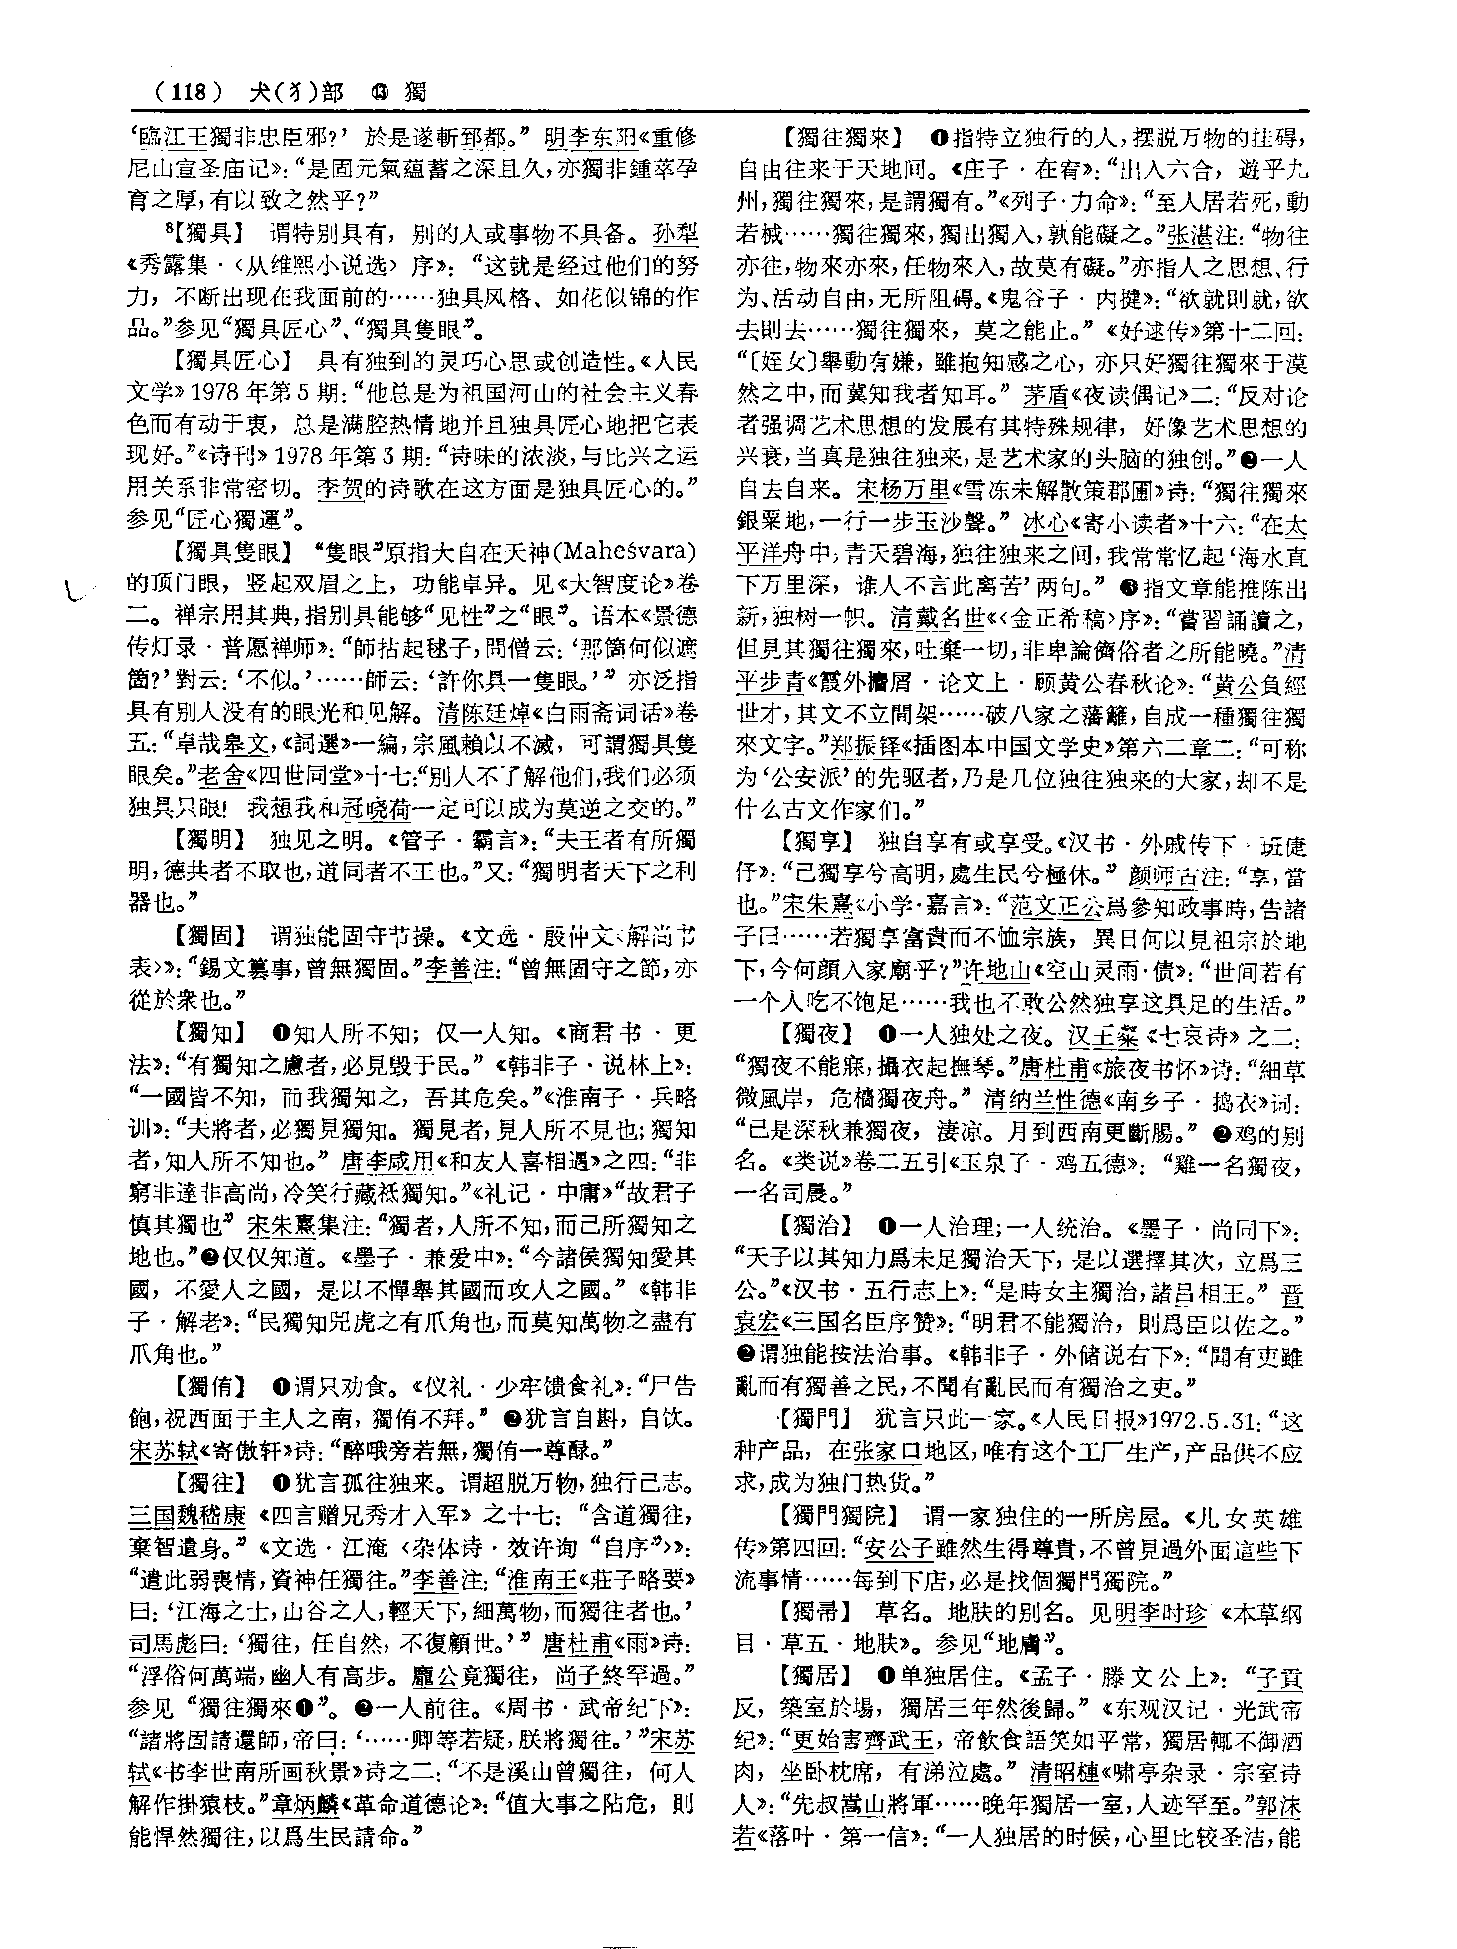 （118） 犬(犭)部 ⑬ 獨
‘臨江王獨非忠臣邪？’ 於是遂斬郅都。” 明李东阳《重修
尼山宣圣庙记》：“是固元氣蕴蓄之深且久，亦獨非鍾萃孕
育之厚，有以致之然乎？”
⁸【獨具】 谓特别具有，别的人或事物不具备。孙犁
《秀露集·〈从维熙小说选〉序》：“这就是经过他们的努
力，不断出现在我面前的……独具风格、如花似锦的作
品。”参见“獨具匠心”、“獨具隻眼”。
【獨具匠心】 具有独到的灵巧心思或创造性。《人民
文学》1978年第5期：“他总是为祖国河山的社会主义春
色而有动于衷，总是满腔热情地并且独具匠心地把它表
现好。”《诗刊》1978年第3期：“诗味的浓淡，与比兴之运
用关系非常密切。李贺的诗歌在这方面是独具匠心的。”
参见“匠心獨運”。
【獨具隻眼】 “隻眼”原指大自在天神(Maheśvara)
的顶门眼，竖起双眉之上，功能卓异。见《大智度论》卷
二。禅宗用其典，指别具能够“见性”之“眼”。语本《景德
传灯录·普愿禅师》：“師拈起毬子，問僧云：‘那箇何似遮
箇？’對云：‘不似。’……師云：‘許你具一隻眼。’” 亦泛指
具有别人没有的眼光和见解。清陈廷焯《白雨斋词话》卷
五：“卓哉皋文，《詞選》一编，宗風賴以不滅，可謂獨具隻
眼矣。”老舍《四世同堂》十七：“别人不了解他们，我们必须
独具只眼！我想我和冠晓荷一定可以成为莫逆之交的。”
【獨明】 独见之明。《管子·霸言》：“夫王者有所獨
明，德共者不取也，道同者不王也。”又：“獨明者天下之利
器也。”
【獨固】 谓独能固守节操。《文选·殷仲文〈解尚书
表〉》：“錫文篡事，曾無獨固。”李善注：“曾無固守之節，亦
從於衆也。”
【獨知】 ❶知人所不知；仅一人知。《商君书·更
法》：“有獨知之慮者，必見毁于民。”《韩非子·说林上》：
“一國皆不知，而我獨知之，吾其危矣。”《淮南子·兵略
训》：“夫將者，必獨見獨知。獨見者，見人所不見也；獨知
者，知人所不知也。” 唐李咸用《和友人喜相遇》之四：“非
窮非達非高尚，冷笑行藏祗獨知。”《礼记·中庸》“故君子
慎其獨也” 宋朱熹集注：“獨者，人所不知，而己所獨知之
地也。”❷仅仅知道。《墨子·兼爱中》：“今諸侯獨知愛其
國，不愛人之國，是以不憚舉其國而攻人之國。”《韩非
子·解老》：“民獨知兕虎之有爪角也，而莫知萬物之盡有
爪角也。”
【獨侑】 ❶谓只劝食。《仪礼·少牢馈食礼》：“尸告
飽，祝西面于主人之南，獨侑不拜。” ❷犹言自斟，自饮。
宋苏轼《寄傲轩》诗：“醉哦旁若無，獨侑一尊醁。”
【獨往】 ❶犹言孤往独来。谓超脱万物，独行己志。
三国魏嵇康《四言赠兄秀才入军》之十七：“含道獨往，
棄智遺身。”《文选·江淹〈杂体诗·效许询“自序”〉》：
“遣此弱喪情，資神任獨往。”李善注：“淮南王《莊子略要》
曰：‘江海之士，山谷之人，輕天下，細萬物，而獨往者也。’
司馬彪曰：‘獨往，任自然，不復顧世。’” 唐杜甫《雨》诗：
“浮俗何萬端，幽人有高步。龐公竟獨往，尚子終罕過。”
参见 “獨往獨來❶”。❷一人前往。《周书·武帝纪下》：
“諸將固請還師，帝曰：‘……卿等若疑，朕將獨往。’”宋苏
轼《书李世南所画秋景》诗之二：“不是溪山曾獨往，何人
解作掛猿枝。”章炳麟《革命道德论》：“值大事之阽危，則
能悍然獨往，以爲生民請命。”
【獨往獨來】 ❶指特立独行的人，摆脱万物的挂碍，
自由往来于天地间。《庄子·在宥》：“出入六合，遊乎九
州，獨往獨來，是謂獨有。”《列子·力命》：“至人居若死，動
若械……獨往獨來，獨出獨入，孰能礙之。”张湛注：“物往
亦往，物來亦來，任物來入，故莫有礙。”亦指人之思想、行
为、活动自由，无所阻碍。《鬼谷子·内揵》：“欲就則就，欲
去則去……獨往獨來，莫之能止。”《好逑传》第十二回：
“〔姪女〕舉動有嫌，雖抱知感之心，亦只好獨往獨來于漠
然之中，而冀知我者知耳。” 茅盾《夜读偶记》二：“反对论
者强调艺术思想的发展有其特殊规律，好像艺术思想的
兴衰，当真是独往独来，是艺术家的头脑的独创。”❷一人
自去自来。宋杨万里《雪冻未解散策郡圃》诗：“獨往獨來
銀粟地，一行一步玉沙聲。” 冰心《寄小读者》十六：“在太
平洋舟中，青天碧海，独往独来之间，我常常忆起‘海水直
下万里深，谁人不言此离苦’两句。” ❸指文章能推陈出
新，独树一帜。清戴名世《〈金正希稿〉序》：“嘗習誦讀之，
但見其獨往獨來，吐棄一切，非卑論儕俗者之所能曉。”清
平步青《霞外攟屑·论文上·顾黄公春秋论》：“黄公負經
世才，其文不立間架……破八家之藩籬，自成一種獨往獨
來文字。”郑振铎《插图本中国文学史》第六二章二：“可称
为‘公安派’的先驱者，乃是几位独往独来的大家，却不是
什么古文作家们。”
【獨享】 独自享有或享受。《汉书·外戚传下·班倢
伃》：“己獨享兮高明，處生民兮極休。” 颜师古注：“享，當
也。”宋朱熹《小学·嘉言》：“范文正公爲參知政事時，告諸
子曰……若獨享富貴而不恤宗族，異日何以見祖宗於地
下，今何顔入家廟乎？”许地山《空山灵雨·债》：“世间若有
一个人吃不饱足……我也不敢公然独享这具足的生活。”
【獨夜】 ❶一人独处之夜。汉王粲《七哀诗》之二：
“獨夜不能寐，攝衣起撫琴。”唐杜甫《旅夜书怀》诗：“細草
微風岸，危檣獨夜舟。” 清纳兰性德《南乡子·捣衣》词：
“已是深秋兼獨夜，淒凉。月到西南更斷腸。” ❷鸡的别
名。《类说》卷二五引《玉泉子·鸡五德》：“雞一名獨夜，
一名司晨。”
【獨治】 ❶一人治理；一人统治。《墨子·尚同下》：
“天子以其知力爲未足獨治天下，是以選擇其次，立爲三
公。”《汉书·五行志上》：“是時女主獨治，諸吕相王。” 晋
袁宏《三国名臣序赞》：“明君不能獨治，則爲臣以佐之。”
❷谓独能按法治事。《韩非子·外储说右下》：“聞有吏雖
亂而有獨善之民，不聞有亂民而有獨治之吏。”
【獨門】 犹言只此一家。《人民日报》1972.5.31：“这
种产品，在张家口地区，唯有这个工厂生产，产品供不应
求，成为独门热货。”
【獨門獨院】 谓一家独住的一所房屋。《儿女英雄
传》第四回：“安公子雖然生得尊貴，不曾見過外面這些下
流事情……每到下店，必是找個獨門獨院。”
【獨帚】 草名。地肤的别名。见明李时珍《本草纲
目·草五·地肤》。参见“地膚”。
【獨居】 ❶单独居住。《孟子·滕文公上》：“子貢
反，築室於場，獨居三年然後歸。”《东观汉记·光武帝
纪》：“更始害齊武王，帝飲食語笑如平常，獨居輒不御酒
肉，坐卧枕席，有涕泣處。” 清昭槤《啸亭杂录·宗室诗
人》：“先叔嵩山將軍……晚年獨居一室，人迹罕至。”郭沫
若《落叶·第一信》：“一人独居的时候，心里比较圣洁，能